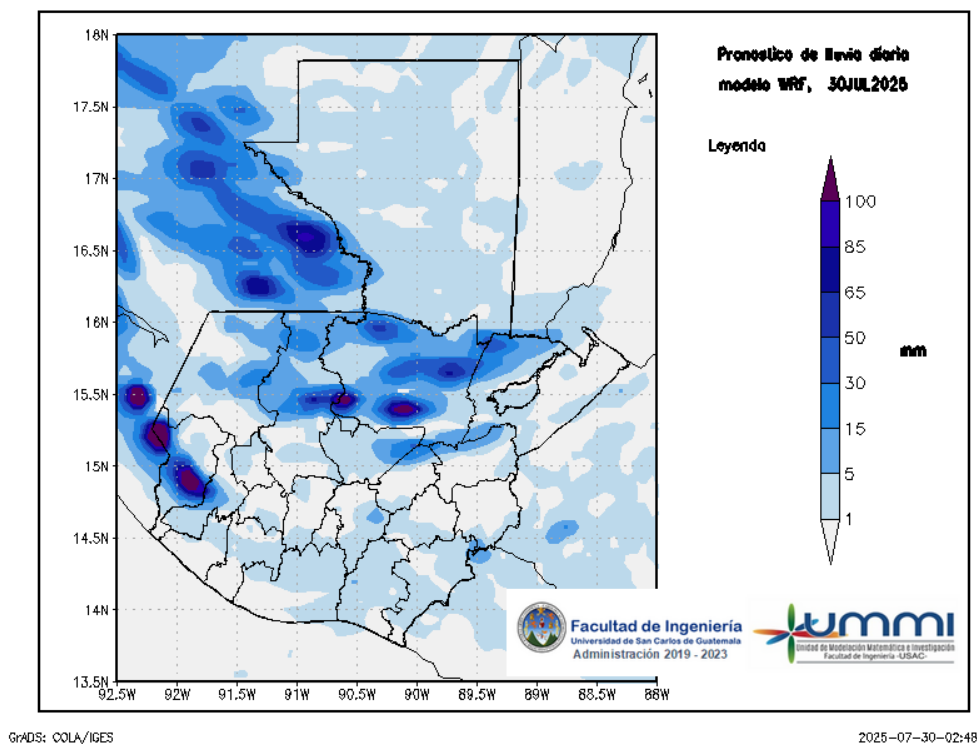 Pronostico de lluvia diaria
modelo WRF, 30JUL2025
Leyenda
100
85
65
50
30
15
5
1
mm
18N
17.5N
17N
16.5N
16N
15.5N
15N
14.5N
14N
13.5N
92.5W
92W
91.5W
91W
90.5W
90W
89.5W
89W
88.5W
88W
Facultad de Ingeniería
Universidad de San Carlos de Guatemala
Administración 2019 - 2023
ummi
Unidad de Modelación Matemática e Investigación
Facultad de Ingeniería -USAC-
GrADS: COLA/IGES
2025-07-30-02:48